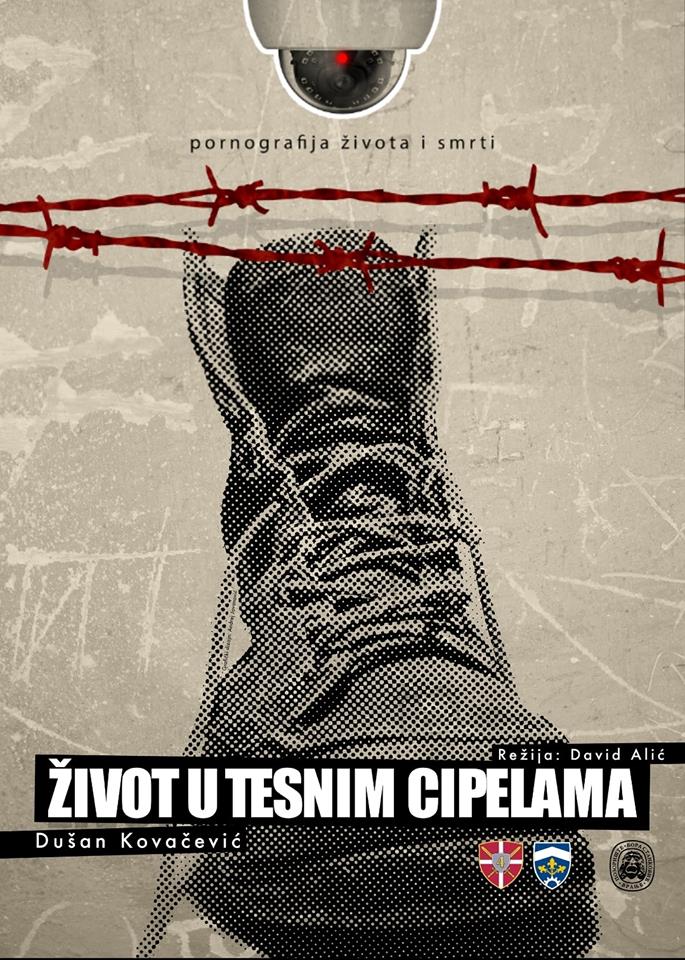 pornografija života i smrti
Režija: David Alić
ŽIVOT U TESNIM CIPELAMA
Dušan Kovačević